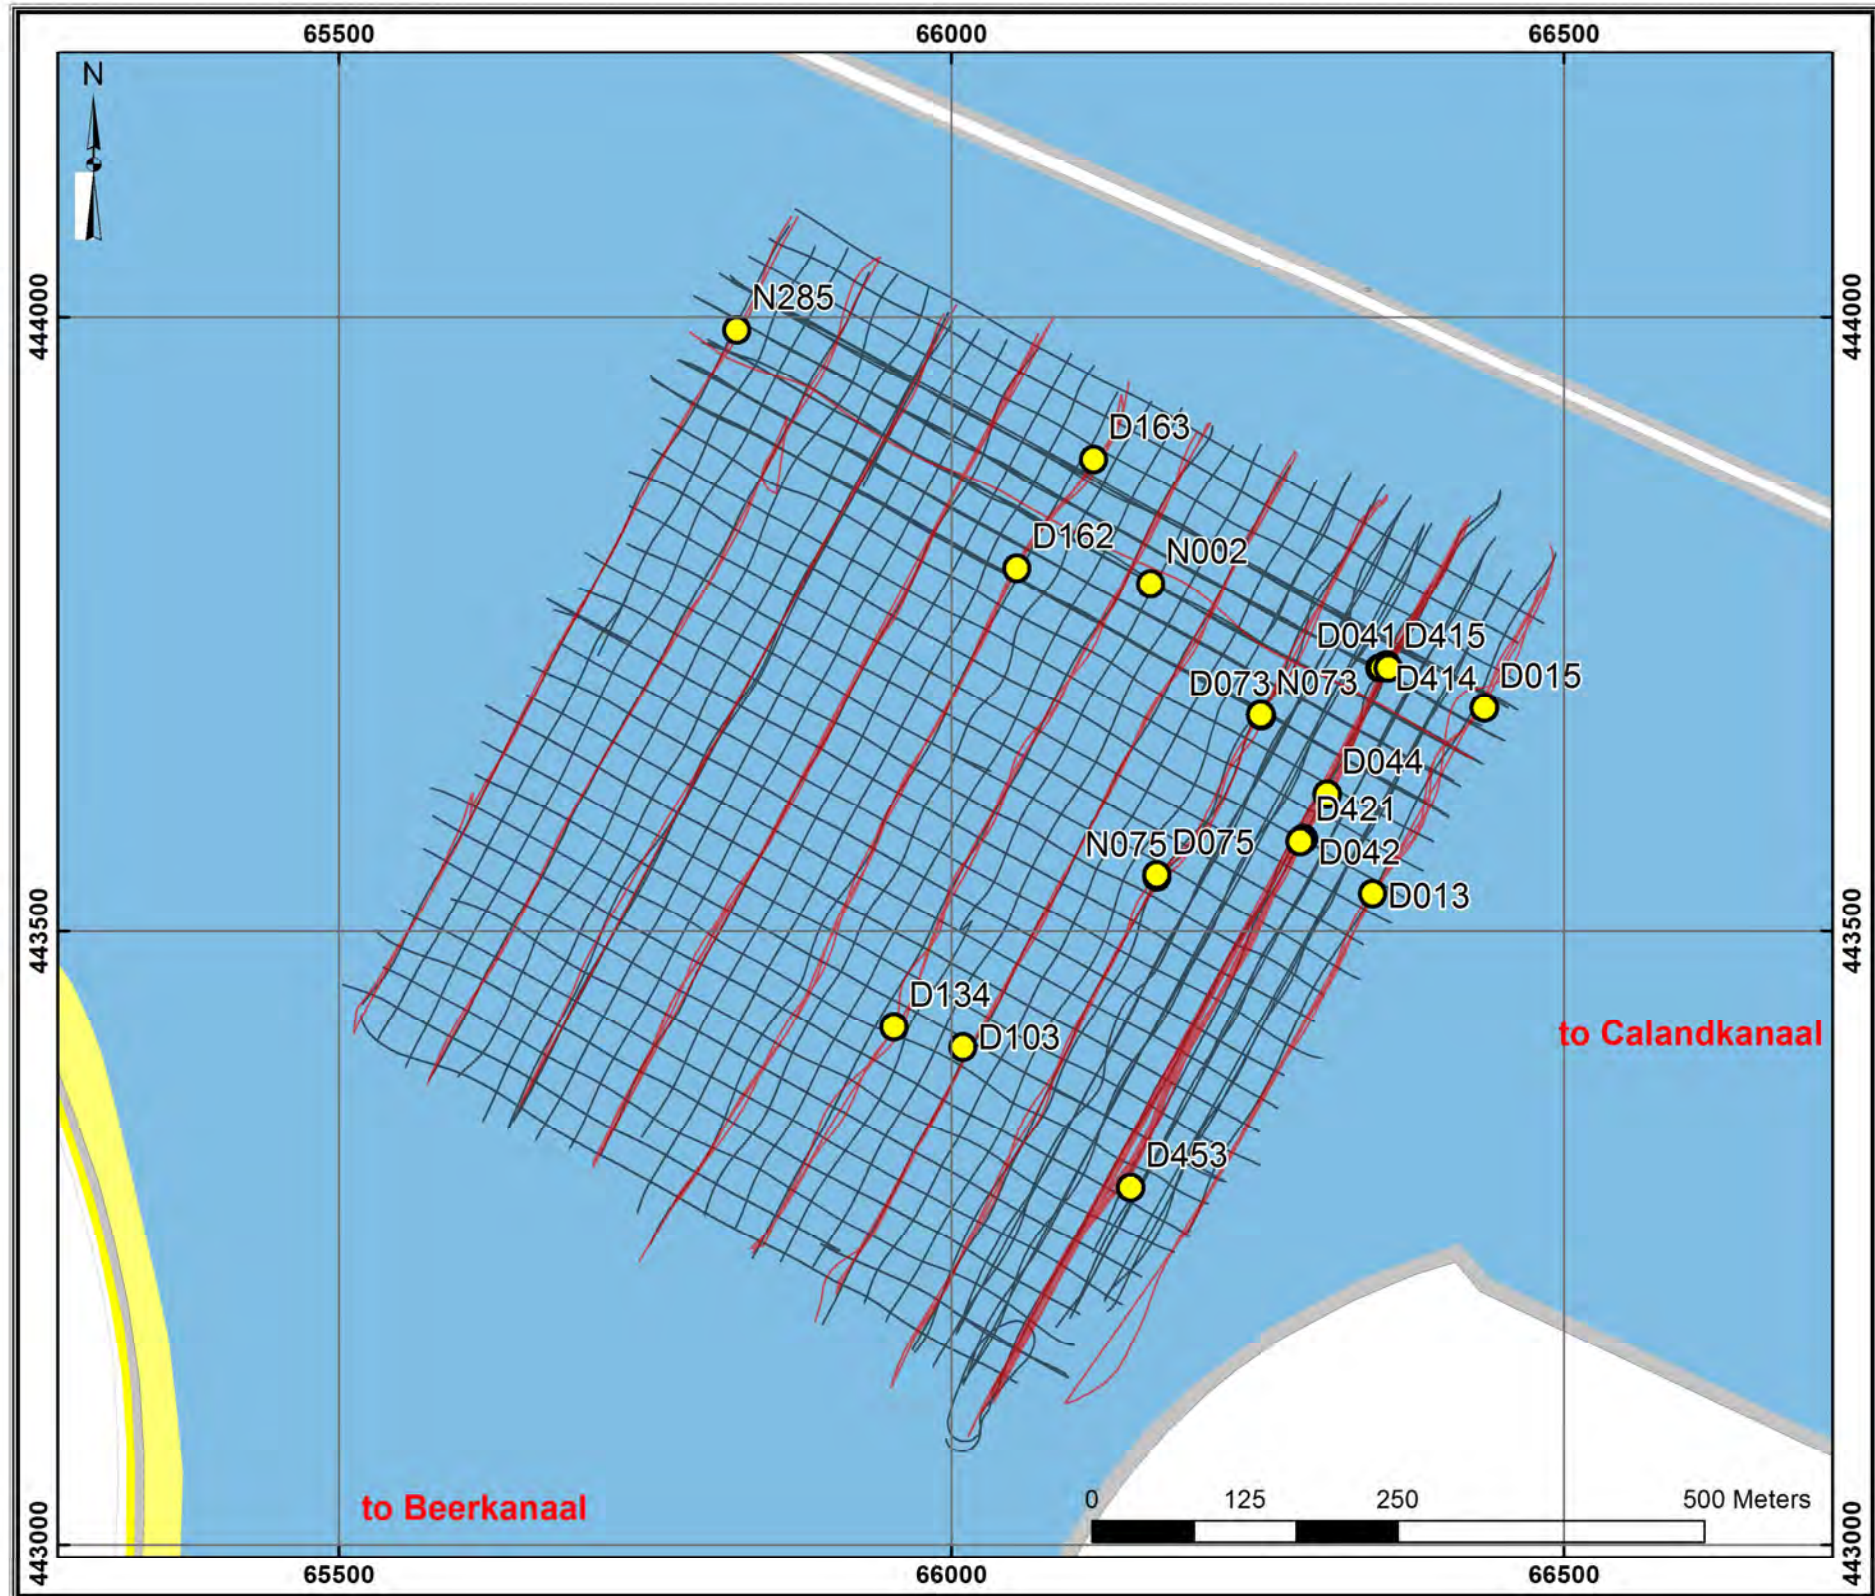 65500 66000 66500
N
444000 444000
N285
D163
D162
N002
D041 D415
D073 N073 D414 D015
D044
D421
N075 D075 D042
D013
443500 443500
D134
D103
to Calandkanaal
D453
to Beerkanaal
0 125 250 500 Meters
443000 443000
65500 66000 66500